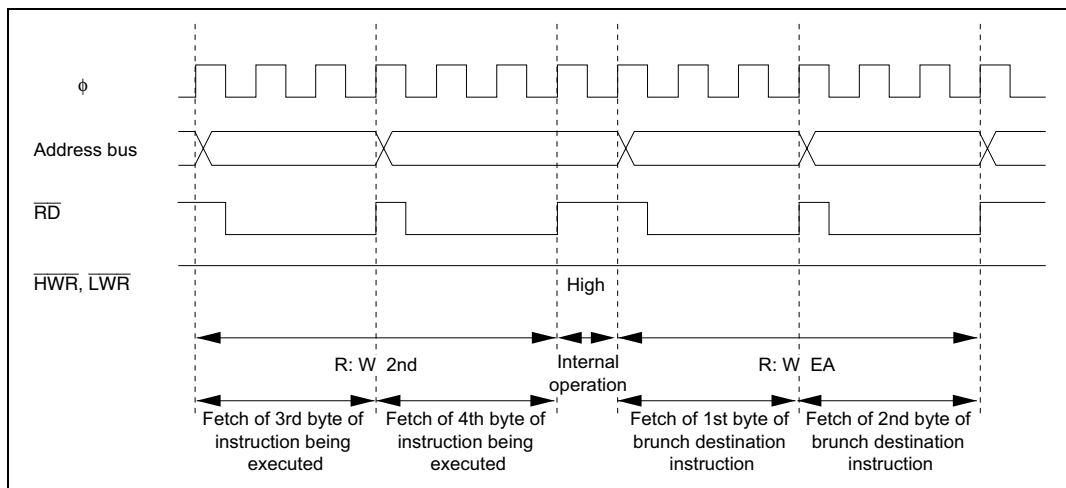 ϕ
Address bus
RD
HWR, LWR
High
R: W 2nd
Internal
operation
R: W EA
Fetch of 3rd byte of
instruction being
executed
Fetch of 4th byte of
instruction being
executed
Fetch of 1st byte of
brunch destination
instruction
Fetch of 2nd byte of
brunch destination
instruction